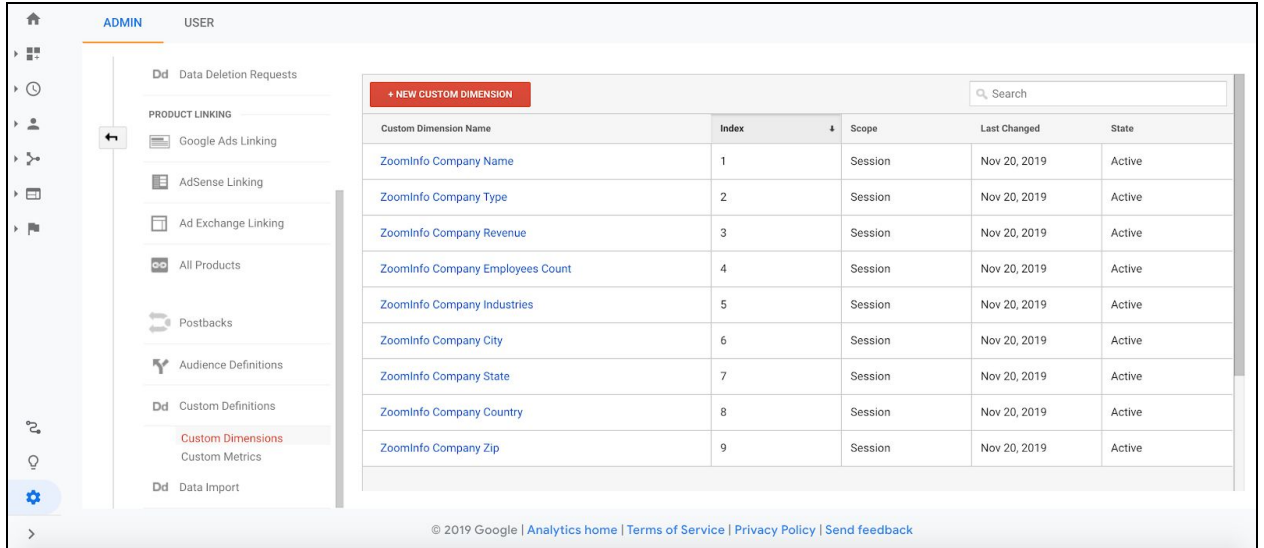 ADMIN USER
Dd Data Deletion Requests
PRODUCT LINKING
Google Ads Linking
AdSense Linking
Ad Exchange Linking
All Products
Postbacks
Audience Definitions
Dd Custom Definitions
Custom Dimensions
Custom Metrics
Dd Data Import
+ NEW CUSTOM DIMENSION Search
Custom Dimension Name Index Scope Last Changed State
ZoomInfo Company Name 1 Session Nov 20, 2019 Active
ZoomInfo Company Type 2 Session Nov 20, 2019 Active
ZoomInfo Company Revenue 3 Session Nov 20, 2019 Active
ZoomInfo Company Employees Count 4 Session Nov 20, 2019 Active
ZoomInfo Company Industries 5 Session Nov 20, 2019 Active
ZoomInfo Company City 6 Session Nov 20, 2019 Active
ZoomInfo Company State 7 Session Nov 20, 2019 Active
ZoomInfo Company Country 8 Session Nov 20, 2019 Active
ZoomInfo Company Zip 9 Session Nov 20, 2019 Active
© 2019 Google | Analytics home | Terms of Service | Privacy Policy | Send feedback